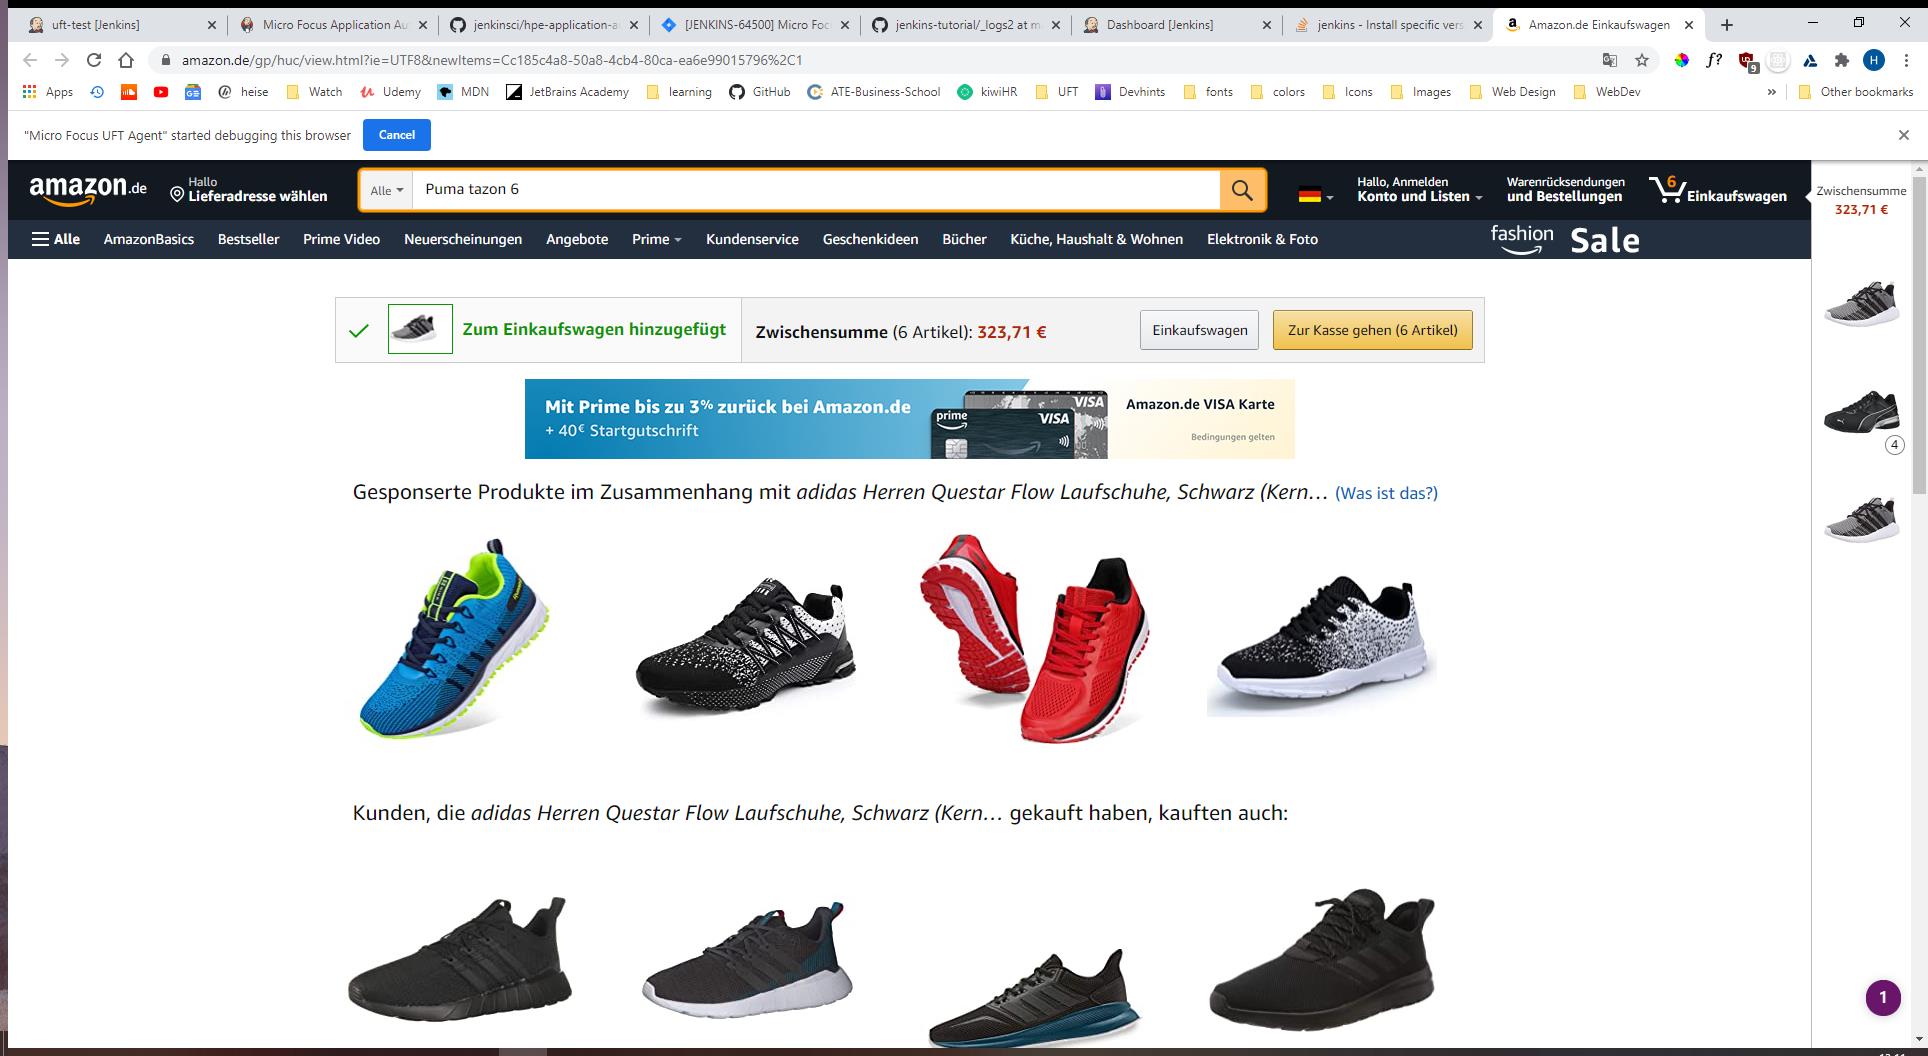 uft-test [Jenkins]
Micro Focus Application Au
jenkinsci/hpe-application-a
[JENKINS-64500] Micro Foc
jenkins-tutorial/_logs2 at m
Dashboard [Jenkins]
jenkins - Install specific vers
Amazon.de Einkaufswagen
amazon.de/gp/huc/view.html?ie=UTF8&newItems=Cc185c4a8-50a8-4cb4-80ca-ea6e99015796%2C1
f?
9
H
Apps
heise
Watch
Udemy
MDN
JetBrains Academy
learning
GitHub
ATE-Business-School
kiwiHR
UFT
Devhints
fonts
colors
Icons
Images
Web Design
WebDev
»
Other bookmarks
"Micro Focus UFT Agent" started debugging this browser
Cancel
amazon.de
Hallo
Lieferadresse wählen
Alle
Puma tazon 6
Hallo, Anmelden
Konto und Listen
Warenrücksendungen
und Bestellungen
6
Einkaufswagen
Zwischensumme
323,71 €
Alle
AmazonBasics
Bestseller
Prime Video
Neuerscheinungen
Angebote
Prime
Kundenservice
Geschenkideen
Bücher
Küche, Haushalt & Wohnen
Elektronik & Foto
fashion
Sale
Zum Einkaufswagen hinzugefügt
Zwischensumme (6 Artikel): 323,71 €
Einkaufswagen
Zur Kasse gehen (6 Artikel)
Mit Prime bis zu 3% zurück bei Amazon.de
+ 40€ Startgutschrift
prime
VISA
VISA
Amazon.de VISA Karte
Bedingungen gelten
4
Gesponserte Produkte im Zusammenhang mit adidas Herren Questar Flow Laufschuhe, Schwarz (Kern… (Was ist das?)
Kunden, die adidas Herren Questar Flow Laufschuhe, Schwarz (Kern… gekauft haben, kauften auch:
1